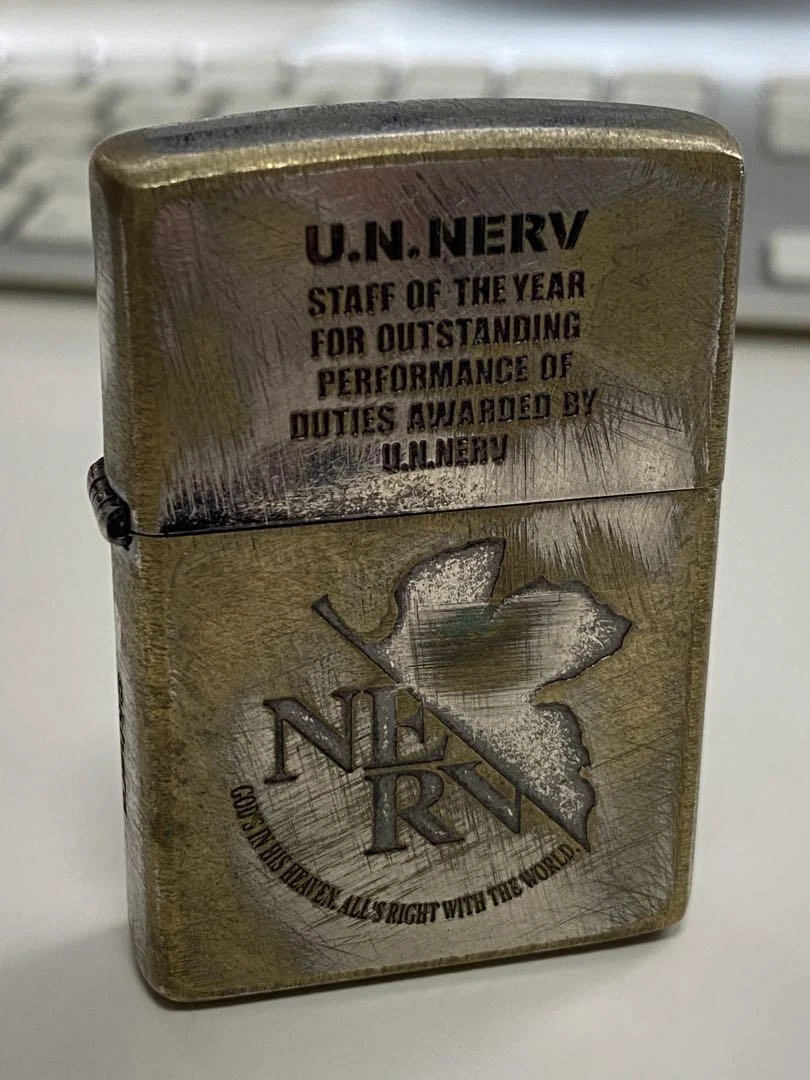 U.N.NERV
STAFF OF THE YEAR
FOR OUTSTANDING
PERFORMANCE OF
DUTIES AWARDED BY
U.N.NERV
NERV
GOD'S IN HIS HEAVEN. ALL'S RIGHT WITH THE WORLD.